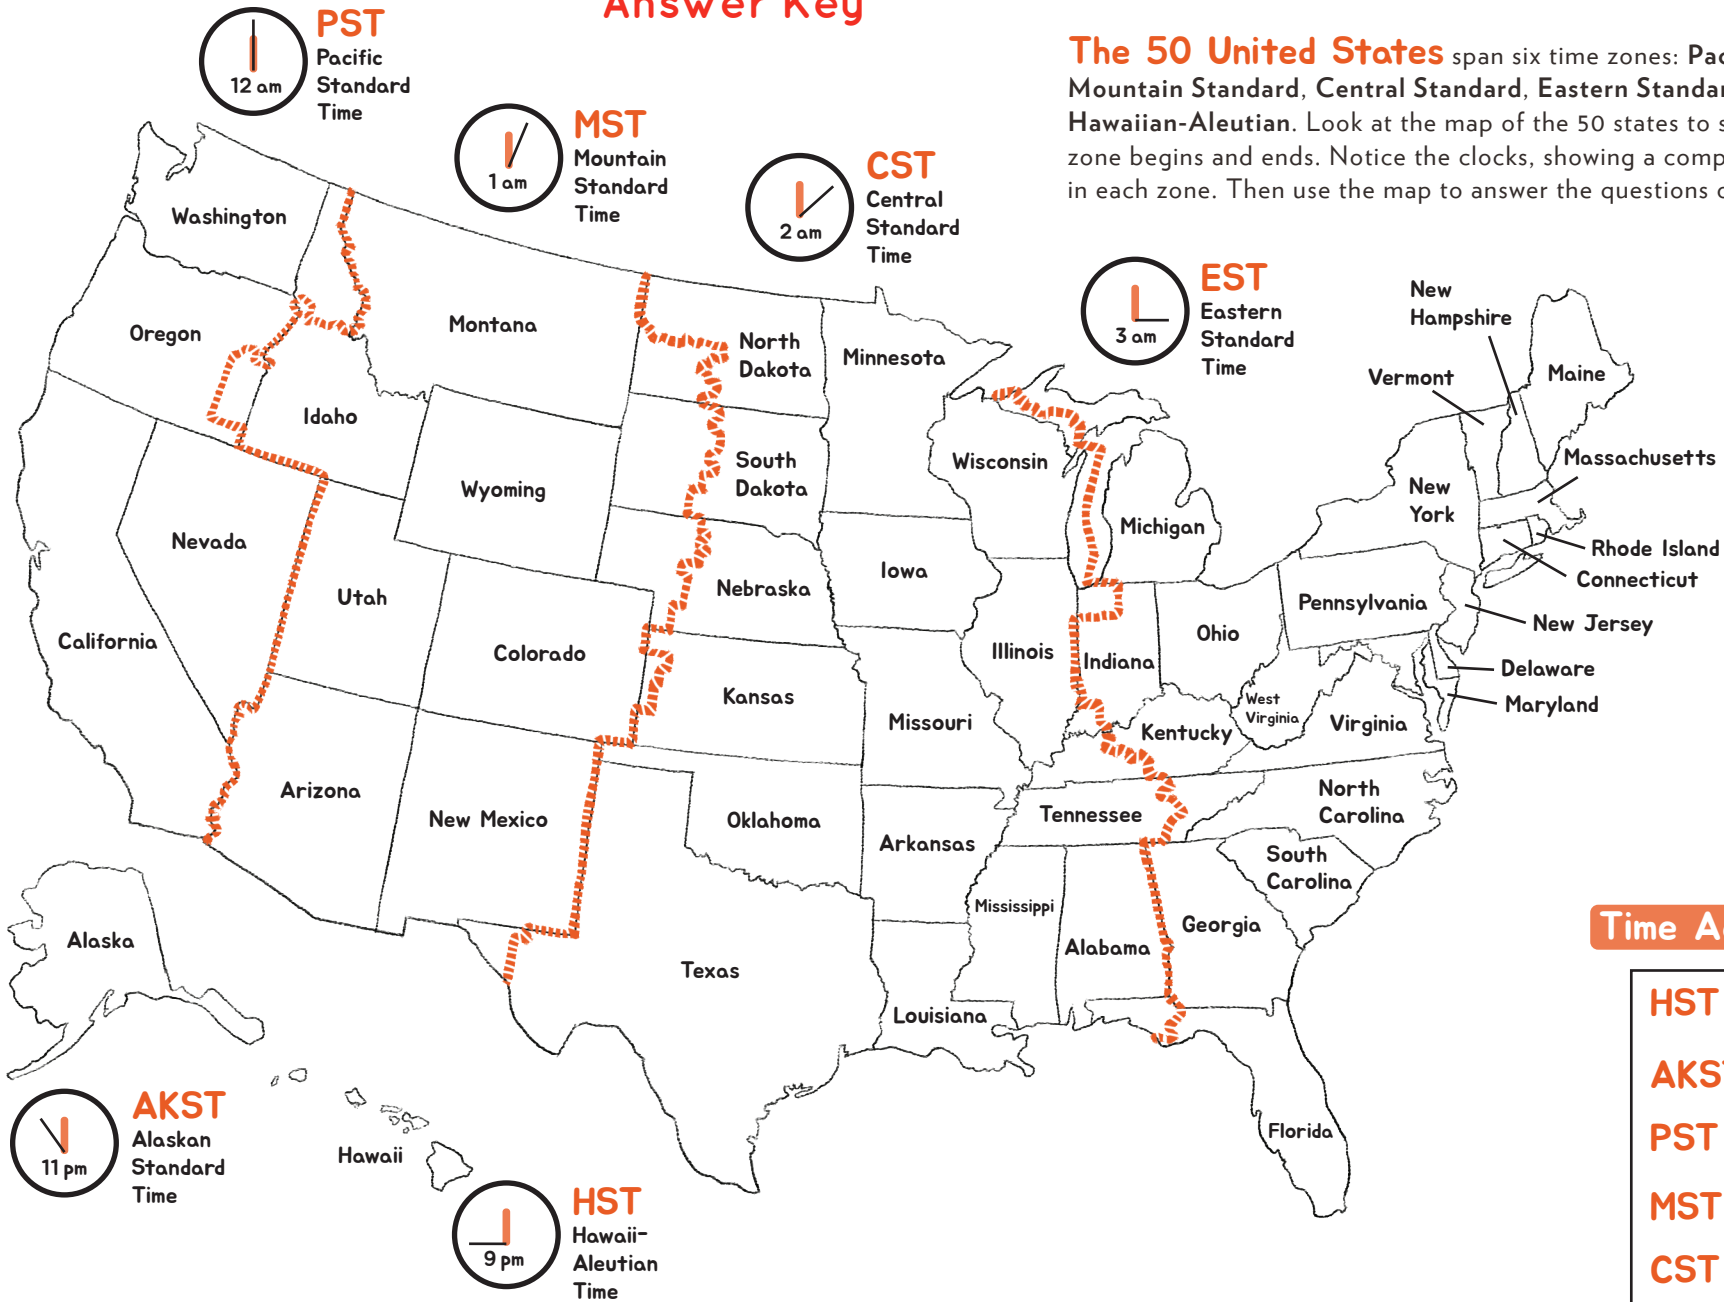 Answer Key
PST
Pacific
Standard
Time
12 am
MST
Mountain
Standard
Time
1 am
CST
Central
Standard
Time
2 am
EST
Eastern
Standard
Time
3 am
The 50 United States span six time zones: Pac
Mountain Standard, Central Standard, Eastern Standar
Hawaiian-Aleutian. Look at the map of the 50 states to s
zone begins and ends. Notice the clocks, showing a comp
in each zone. Then use the map to answer the questions o
Washington
Oregon
Idaho
Montana
North
Dakota
Minnesota
South
Dakota
Wyoming
Wisconsin
Michigan
New
Hampshire
Vermont
Maine
Massachusetts
New
York
Rhode Island
Connecticut
New Jersey
Delaware
Maryland
Nevada
Utah
California
Colorado
Nebraska
Iowa
Kansas
Missouri
Illinois
Indiana
Ohio
Pennsylvania
West
Virginia
Virginia
Kentucky
Arizona
New Mexico
Oklahoma
Arkansas
Tennessee
North
Carolina
South
Carolina
Mississippi
Alabama
Georgia
Texas
Louisiana
Florida
Alaska
Hawaii
AKST
Alaskan
Standard
Time
11 pm
HST
Hawaii-
Aleutian
Time
9 pm
Time A
HST
AKST
PST
MST
CST